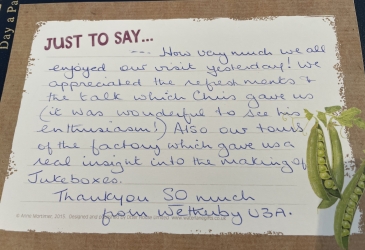 Day a Pa
JUST TO SAY...
--- How very much we all
enjoyed our visit yesterday! We
appreciated the refreshments +
the talk which Chris gave us
(it was wonderful to see his
enthusiasm!) Also our tours
of the factory which gave us a
real insight into the making of
Jukeboxes.
Thankyou SO much
from Wetherby U3A.